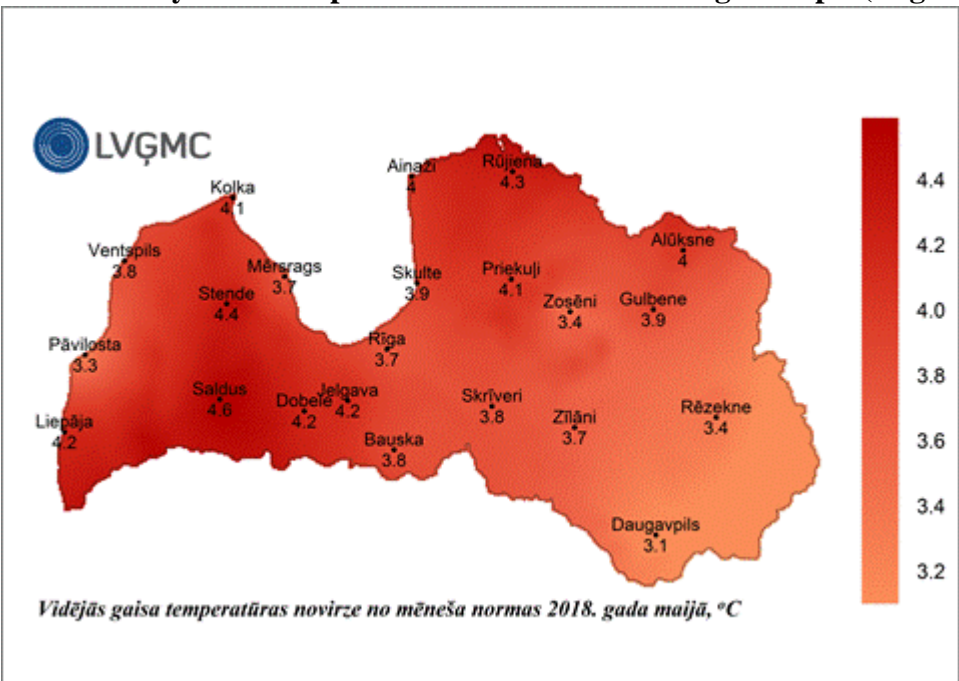 LVĢMC
Kolka
4.1
Ainaži
4
Rūjiena
4.3
Ventspils
3.8
Mērsrags
3.7
Skulte
3.9
Priekuļi
4.1
Alūksne
4
Stende
4.4
Zosēni
3.4
Gulbene
3.9
Pāvilosta
3.3
Rīga
3.7
Saldus
4.6
Dobele
4.2
Jelgava
4.2
Skrīveri
3.8
Zīlāni
3.7
Rēzekne
3.4
Liepāja
4.2
Bauska
3.8
Daugavpils
3.1
4.4
4.2
4.0
3.8
3.6
3.4
3.2
Vidējās gaisa temperatūras novirze no mēneša normas 2018. gada maijā, °C